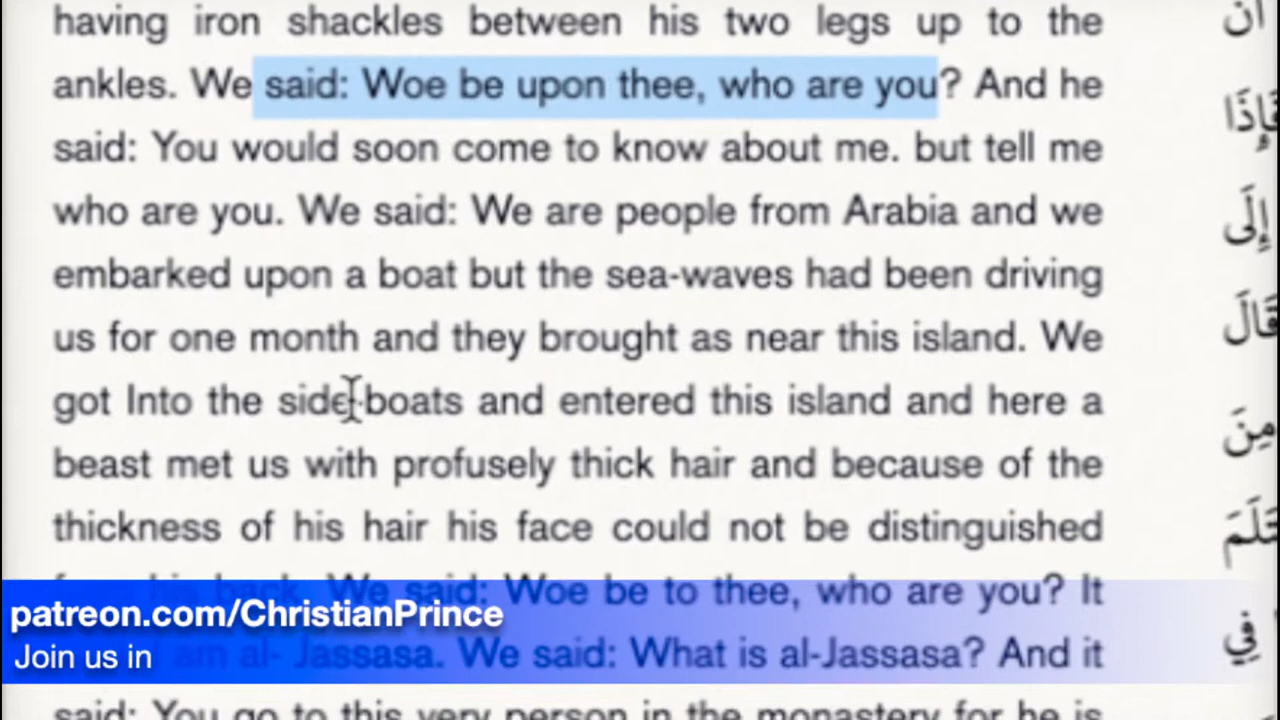 having iron shackles between his two legs up to the
ankles. We said: Woe be upon thee, who are you? And he
said: You would soon come to know about me. but tell me
who are you. We said: We are people from Arabia and we
embarked upon a boat but the sea-waves had been driving
us for one month and they brought as near this island. We
got Into the side-boats and entered this island and here a
beast met us with profusely thick hair and because of the
thickness of his hair his face could not be distinguished
from his back. We said: Woe be to thee, who are you? It
am al- Jassasa. We said: What is al-Jassasa? And it
said: You go to this very person in the monastery for he is
patreon.com/ChristianPrince
Join us in
أن
فَإِذَا
إِلَى
قَالَ
مِنَ
فِي